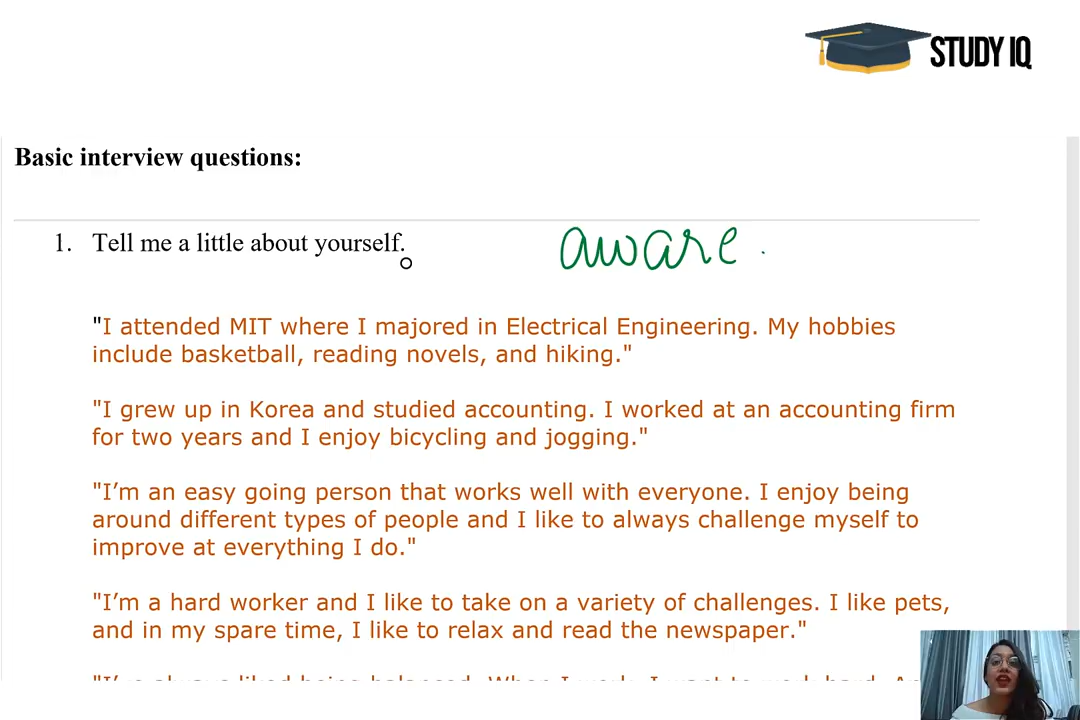 STUDY IQ
Basic interview questions:
1. Tell me a little about yourself.
aware.
"I attended MIT where I majored in Electrical Engineering. My hobbies
include basketball, reading novels, and hiking."
"I grew up in Korea and studied accounting. I worked at an accounting firm
for two years and I enjoy bicycling and jogging."
"I’m an easy going person that works well with everyone. I enjoy being
around different types of people and I like to always challenge myself to
improve at everything I do."
"I’m a hard worker and I like to take on a variety of challenges. I like pets,
and in my spare time, I like to relax and read the newspaper."